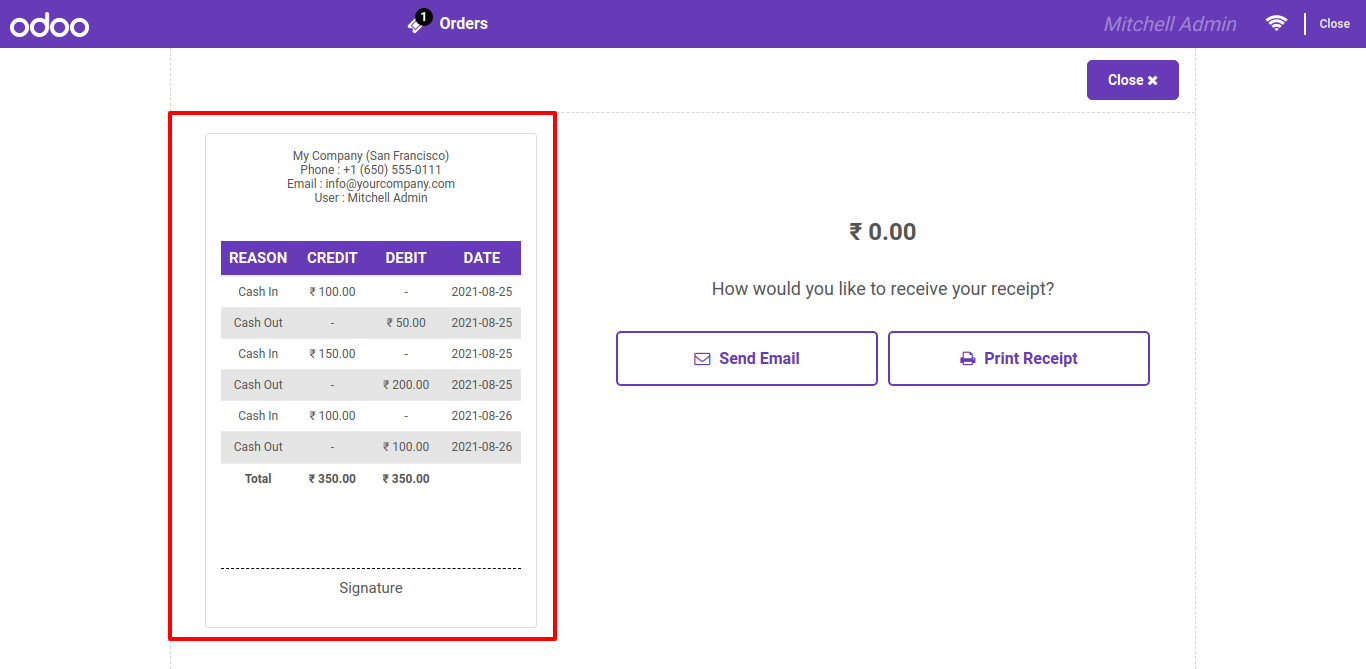 odoo
1 Orders
Mitchell Admin
Close
Close ✖
My Company (San Francisco)
Phone : +1 (650) 555-0111
Email : info@yourcompany.com
User : Mitchell Admin
REASON CREDIT DEBIT DATE
Cash In ₹ 100.00 - 2021-08-25
Cash Out - ₹ 50.00 2021-08-25
Cash In ₹ 150.00 - 2021-08-25
Cash Out - ₹ 200.00 2021-08-25
Cash In ₹ 100.00 - 2021-08-26
Cash Out - ₹ 100.00 2021-08-26
Total ₹ 350.00 ₹ 350.00
Signature
₹ 0.00
How would you like to receive your receipt?
Send Email
Print Receipt